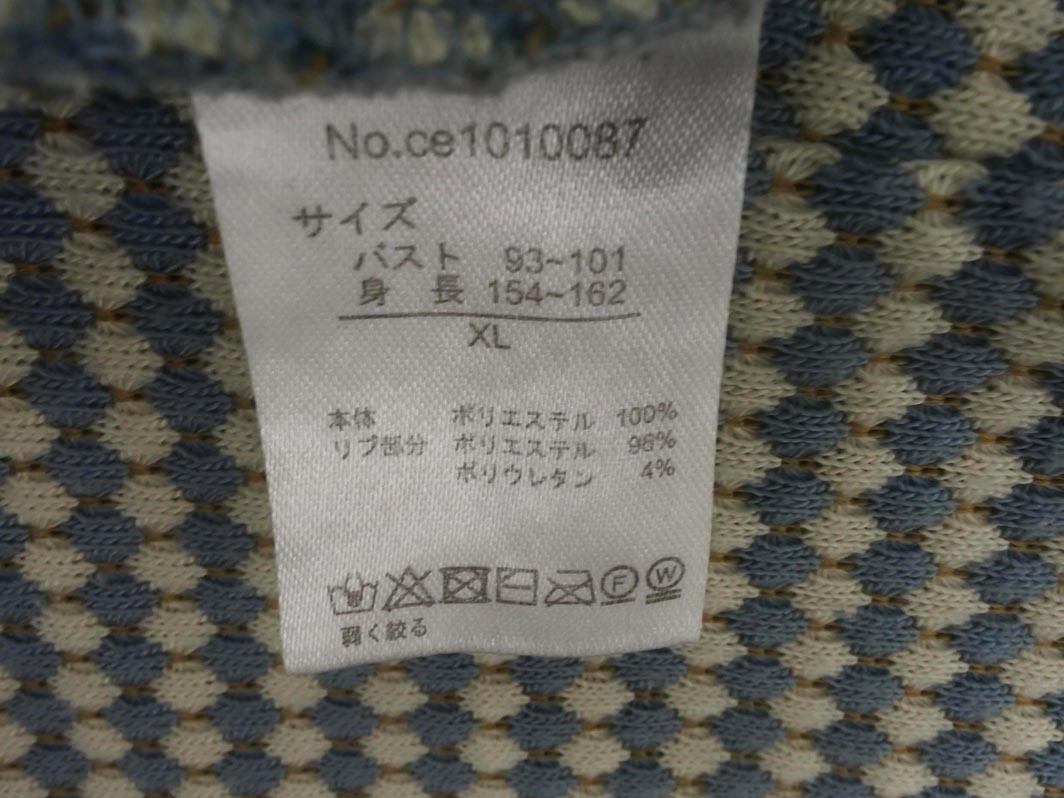 No.ce1010087
サイズ
バスト 93~101
身 長 154~162
XL
本体 ポリエステル 100%
リブ部分 ポリエステル 96%
ポリウレタン 4%
F W
弱く絞る